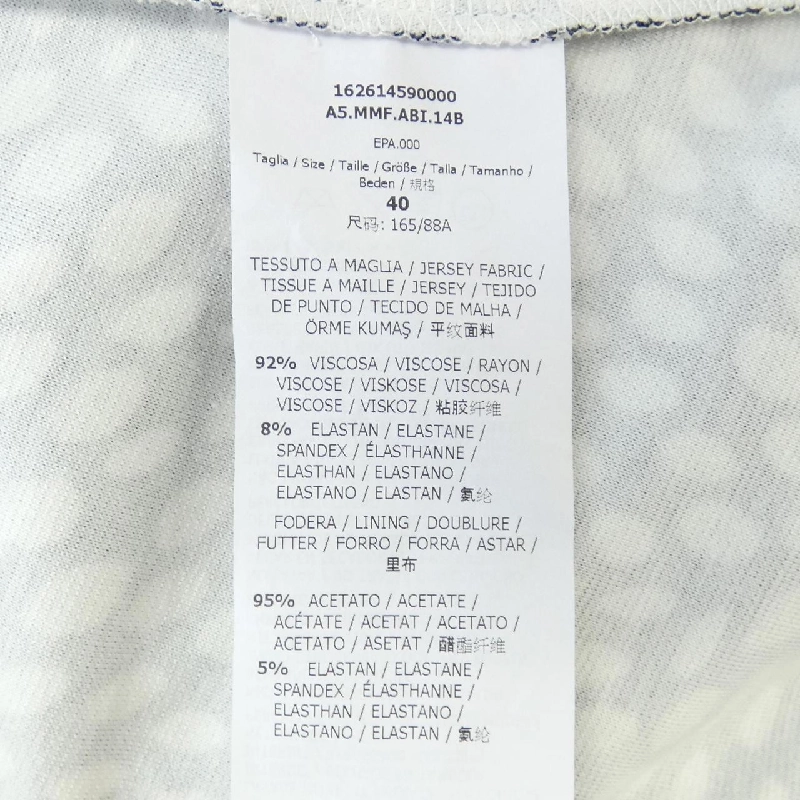 162614590000
A5.MMF.ABI.14B
EPA.000
Taglia / Size / Taille / Größe / Talla / Tamanho /
Beden / 規格
40
尺码: 165/88A
TESSUTO A MAGLIA / JERSEY FABRIC /
TISSUE A MAILLE / JERSEY / TEJIDO
DE PUNTO / TECIDO DE MALHA /
ÖRME KUMAŞ / 平纹面料
92% VISCOSA / VISCOSE / RAYON /
VISCOSE / VISKOSE / VISCOSA /
VISCOSE / VISKOZ / 粘胶纤维
8% ELASTAN / ELASTANE /
SPANDEX / ÉLASTHANNE /
ELASTHAN / ELASTANO /
ELASTANO / ELASTAN / 氨纶
FODERA / LINING / DOUBLURE /
FUTTER / FORRO / FORRA / ASTAR /
里布
95% ACETATO / ACETATE /
ACÉTATE / ACETAT / ACETATO /
ACETATO / ASETAT / 醋酯纤维
5% ELASTAN / ELASTANE /
SPANDEX / ÉLASTHANNE /
ELASTHAN / ELASTANO /
ELASTANO / ELASTAN / 氨纶